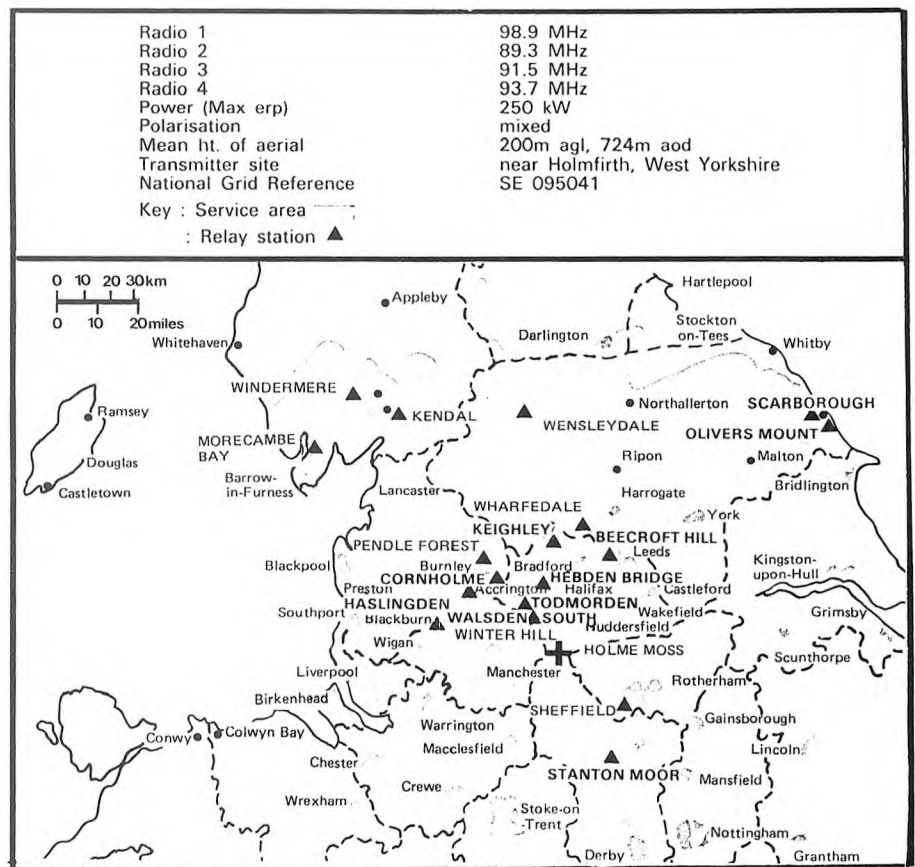 Radio 1 98.9 MHz
Radio 2 89.3 MHz
Radio 3 91.5 MHz
Radio 4 93.7 MHz
Power (Max erp) 250 kW
Polarisation mixed
Mean ht. of aerial 200m agl, 724m aod
Transmitter site near Holmfirth, West Yorkshire
National Grid Reference SE 095041
Key : Service area
: Relay station
0 10 20 30km
0 10 20miles
Appleby
Hartlepool
Whitehaven
Darlington
Stockton
on-Tees
Whitby
WINDERMERE
KENDAL
Ramsey
WENSLEYDALE
Northallerton
SCARBOROUGH
OLIVERS MOUNT
MORECAMBE
BAY
Douglas
Castletown
Barrow-
in-Furness
Ripon
Malton
Lancaster
Harrogate
Bridlington
WHARFEDALE
York
KEIGHLEY
BEECROFT HILL
PENDLE FOREST
Leeds
Blackpool
Burnley
Bradford
Kingston-
upon-Hull
CORNHOLME
HEBDEN BRIDGE
Preston
Accrington
Halifax
Castleford
HASLINGDEN
TODMORDEN
Southport
Blackburn
WALSDEN SOUTH
Wakefield
Grimsby
Huddersfield
WINTER HILL
Wigan
HOLME MOSS
Scunthorpe
Liverpool
Manchester
Rotherham
Birkenhead
SHEFFIELD
Warrington
Gainsborough
Conwy
Colwyn Bay
Macclesfield
Lincoln
Chester
STANTON MOOR
Mansfield
Wrexham
Crewe
Stoke-on
-Trent
Nottingham
Derby
Grantham